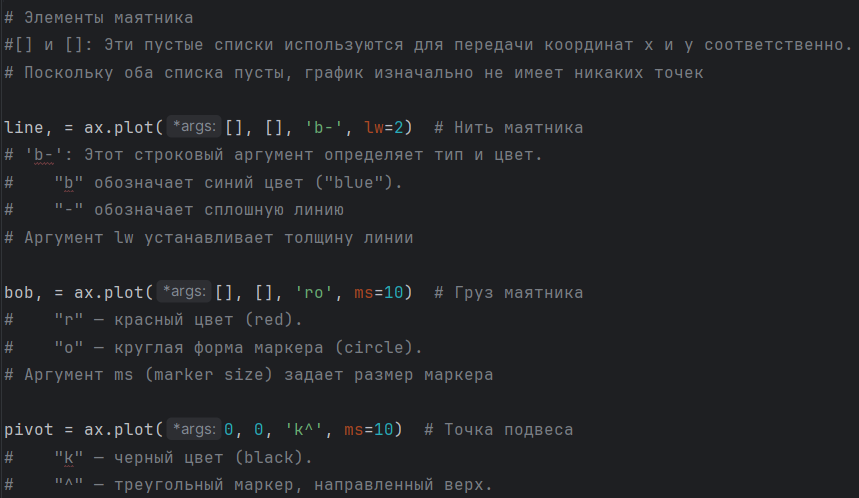 # Элементы маятника
#[] и []: Эти пустые списки используются для передачи координат x и y соответственно.
# Поскольку оба списка пусты, график изначально не имеет никаких точек
line, = ax.plot( *args: [], [], 'b-', lw=2)  # Нить маятника
# 'b-': Этот строковый аргумент определяет тип и цвет.
#    "b" обозначает синий цвет ("blue").
#    "-" обозначает сплошную линию
# Аргумент lw устанавливает толщину линии
bob, = ax.plot( *args: [], [], 'ro', ms=10)  # Груз маятника
#    "r" — красный цвет (red).
#    "o" — круглая форма маркера (circle).
# Аргумент ms (marker size) задает размер маркера
pivot = ax.plot( *args: 0, 0, 'k^', ms=10)  # Точка подвеса
#    "k" — черный цвет (black).
#    "^" — треугольный маркер, направленный верх.